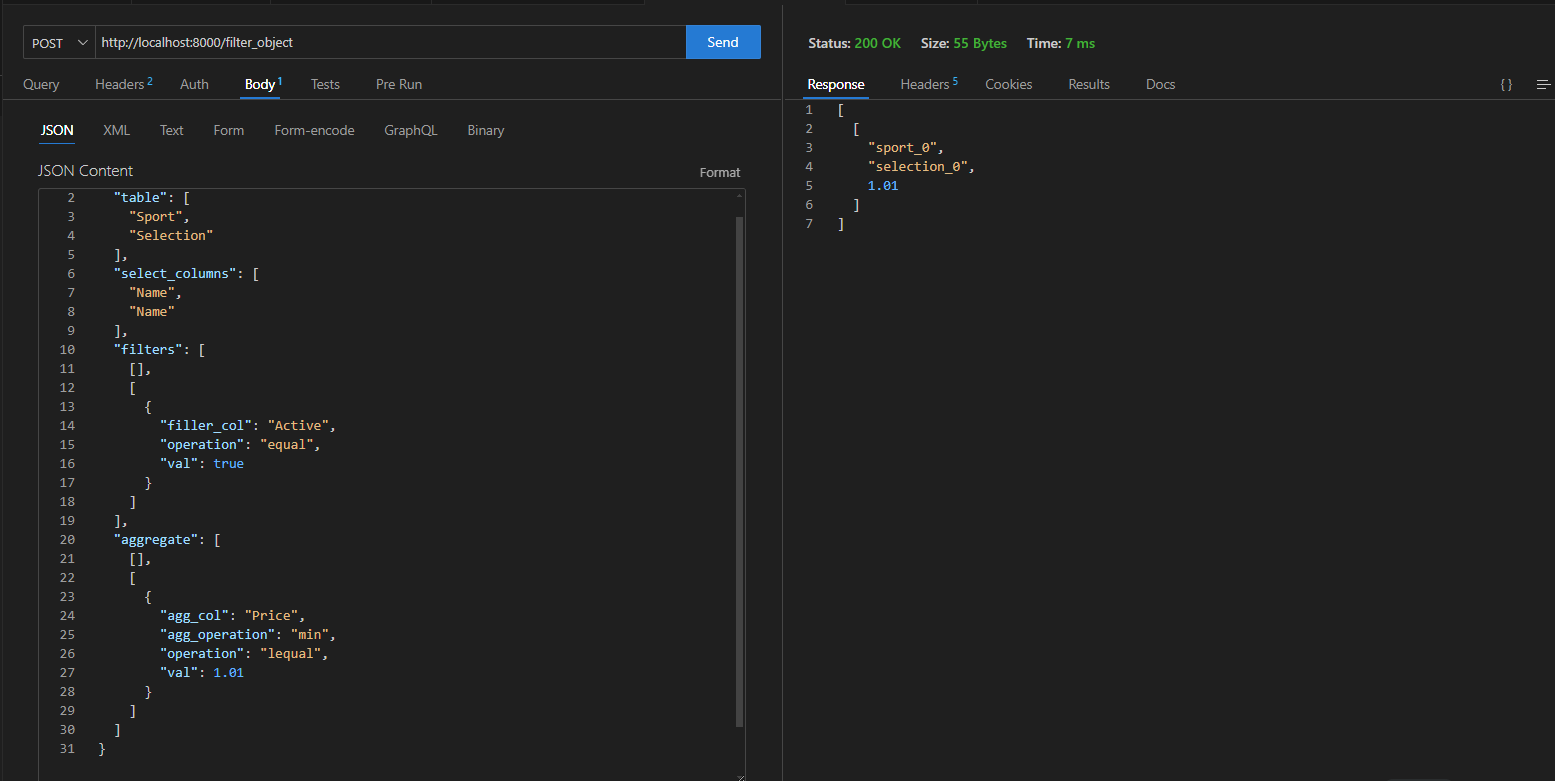 POST http://localhost:8000/filter_object Send
Query Headers 2 Auth Body 1 Tests Pre Run
JSON XML Text Form Form-encode GraphQL Binary
JSON Content Format
2 "table": [
3 "Sport",
4 "Selection"
5 ],
6 "select_columns": [
7 "Name",
8 "Name"
9 ],
10 "filters": [
11 [],
12 [
13 {
14 "filler_col": "Active",
15 "operation": "equal",
16 "val": true
17 }
18 ]
19 ],
20 "aggregate": [
21 [],
22 [
23 {
24 "agg_col": "Price",
25 "agg_operation": "min",
26 "operation": "lequal",
27 "val": 1.01
28 }
29 ]
30 ]
31 }
Status: 200 OK Size: 55 Bytes Time: 7 ms
Response Headers 5 Cookies Results Docs { }
1 [
2 [
3 "sport_0",
4 "selection_0",
5 1.01
6 ]
7 ]